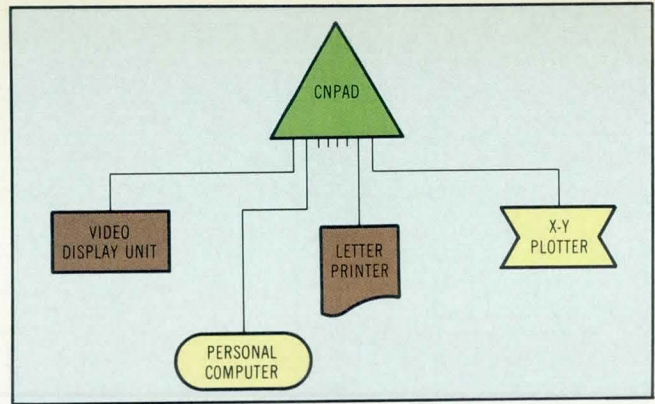 CNPAD
VIDEO
DISPLAY UNIT
LETTER
PRINTER
X-Y
PLOTTER
PERSONAL
COMPUTER